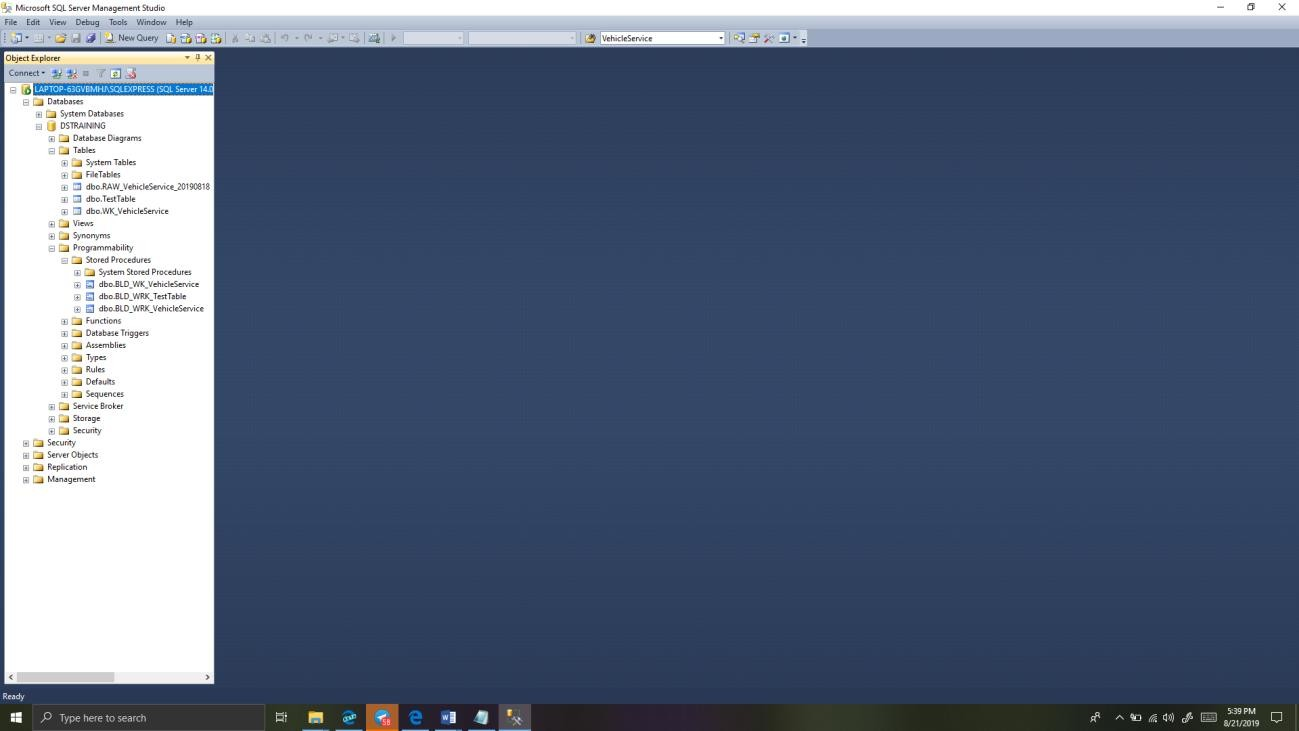 Microsoft SQL Server Management Studio
File Edit View Debug Tools Window Help
New Query VehicleService
Object Explorer
Connect
LAPTOP-63GVBMHJ\SQLEXPRESS (SQL Server 14.0
Databases
System Databases
DSTRAINING
Database Diagrams
Tables
System Tables
FileTables
dbo.RAW_VehicleService_20190818
dbo.TestTable
dbo.WK_VehicleService
Views
Synonyms
Programmability
Stored Procedures
System Stored Procedures
dbo.BLD_WK_VehicleService
dbo.BLD_WRK_TestTable
dbo.BLD_WRK_VehicleService
Functions
Database Triggers
Assemblies
Types
Rules
Defaults
Sequences
Service Broker
Storage
Security
Security
Server Objects
Replication
Management
Ready
Type here to search
58
5:39 PM
8/21/2019